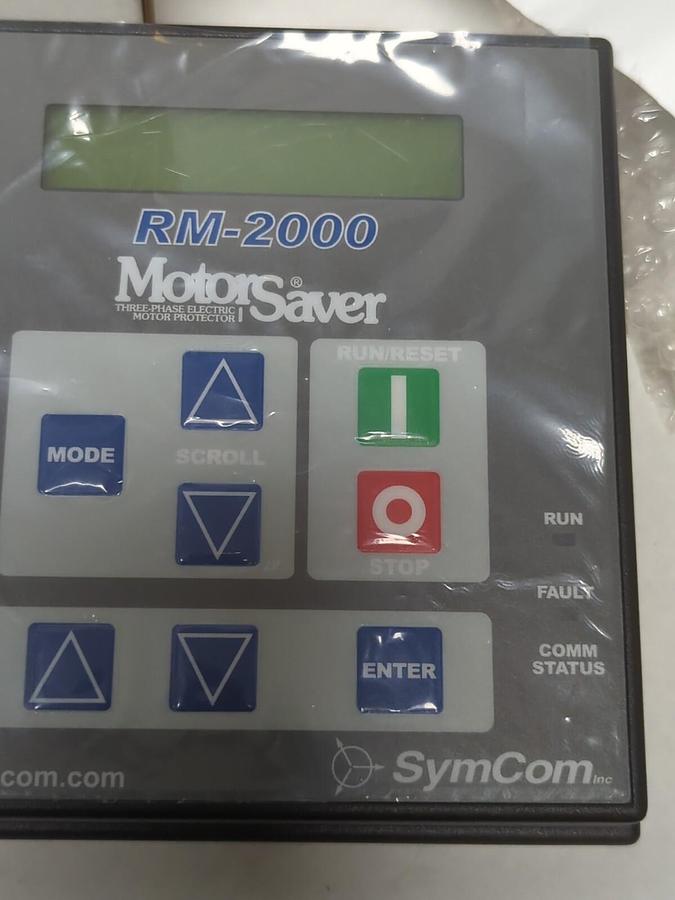 RM-2000
MotorSaver®
THREE-PHASE ELECTRIC
MOTOR PROTECTOR
RUN/RESET
MODE
SCROLL
STOP
RUN
FAULT
COMM
STATUS
ENTER
com.com
SymCom Inc